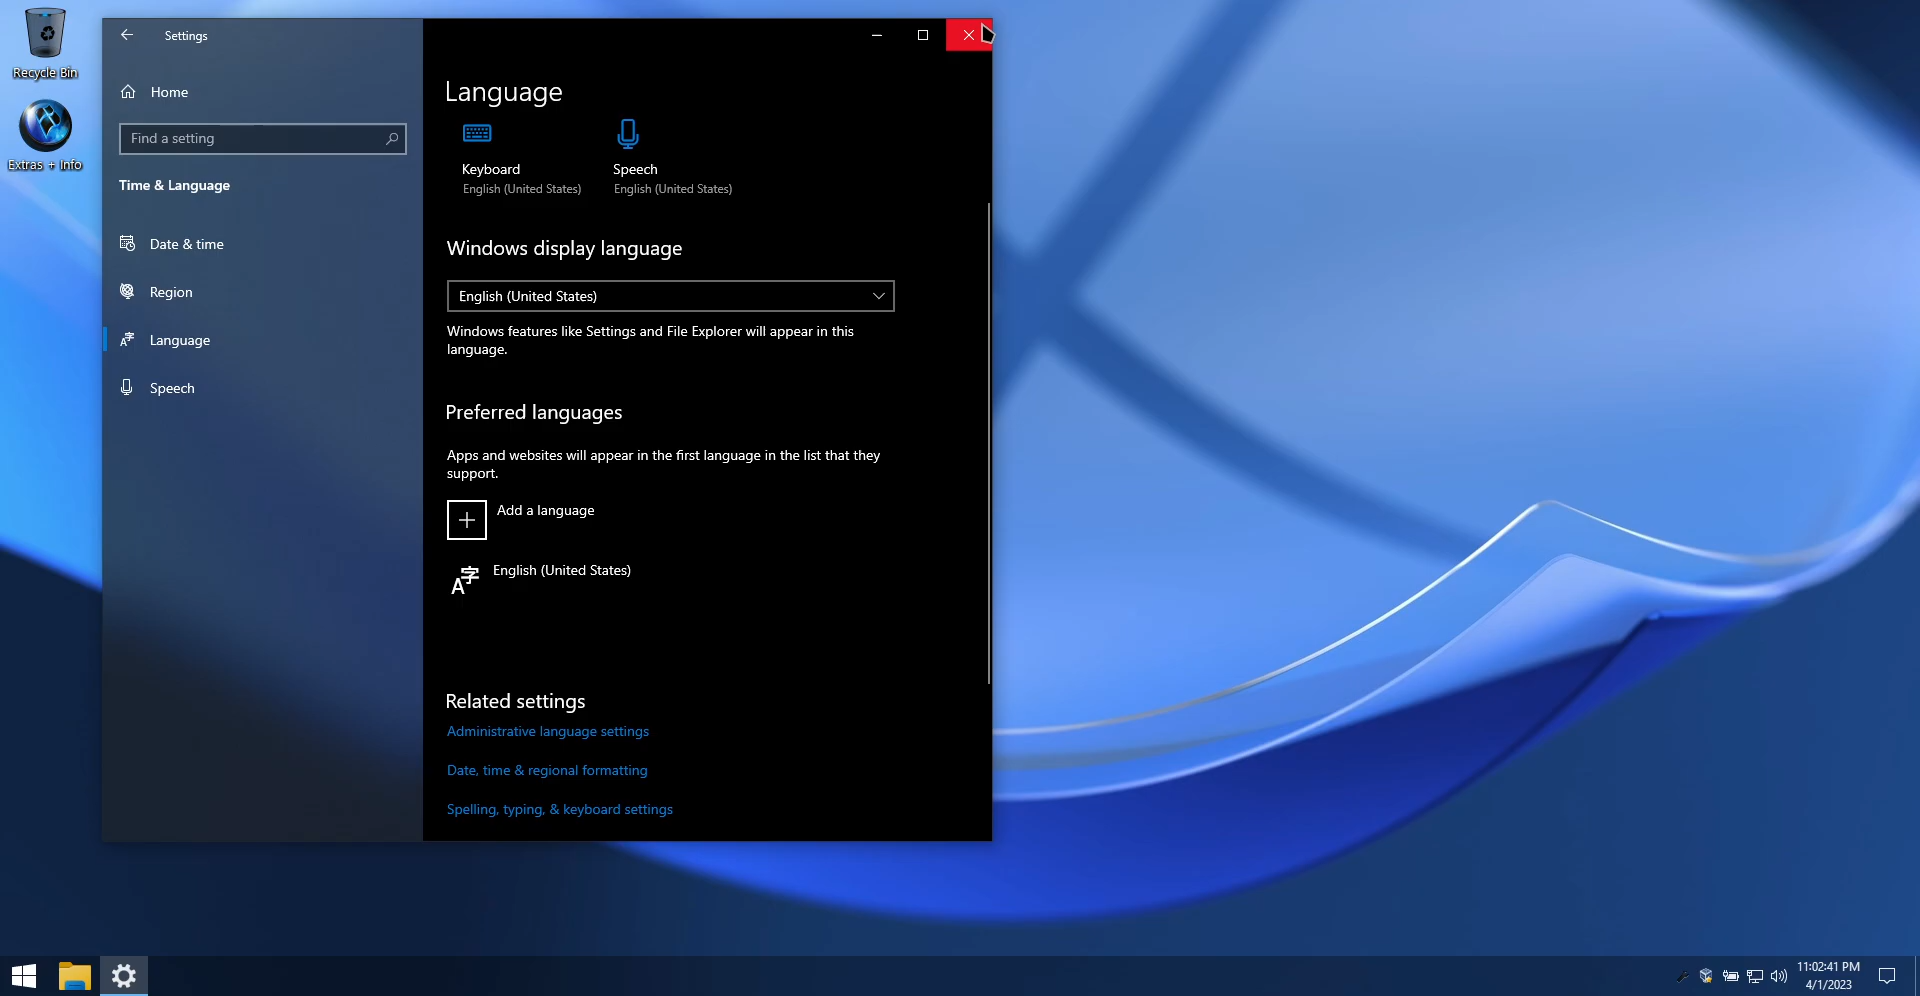 Recycle Bin
Extras + Info
Settings
Home
Find a setting
Time & Language
Date & time
Region
Language
Speech
Language
Keyboard
English (United States)
Speech
English (United States)
Windows display language
English (United States)
Windows features like Settings and File Explorer will appear in this
language.
Preferred languages
Apps and websites will appear in the first language in the list that they
support.
Add a language
A字
English (United States)
Related settings
Administrative language settings
Date, time & regional formatting
Spelling, typing, & keyboard settings
11:02:41 PM
4/1/2023